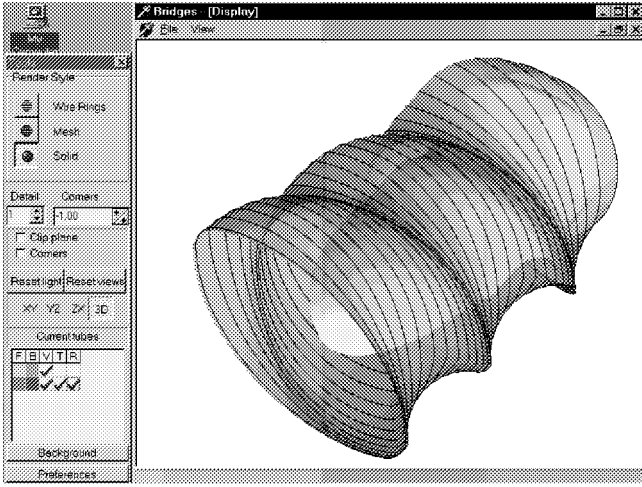 Bridges - [Display]
File View
Render Style
Wire Rings
Mesh
Solid
Detail Corners
1 -1.00
Clip plane
Corners
Reset light Reset views
XY YZ ZX 3D
Current tubes
F B V T R
Background
Preferences